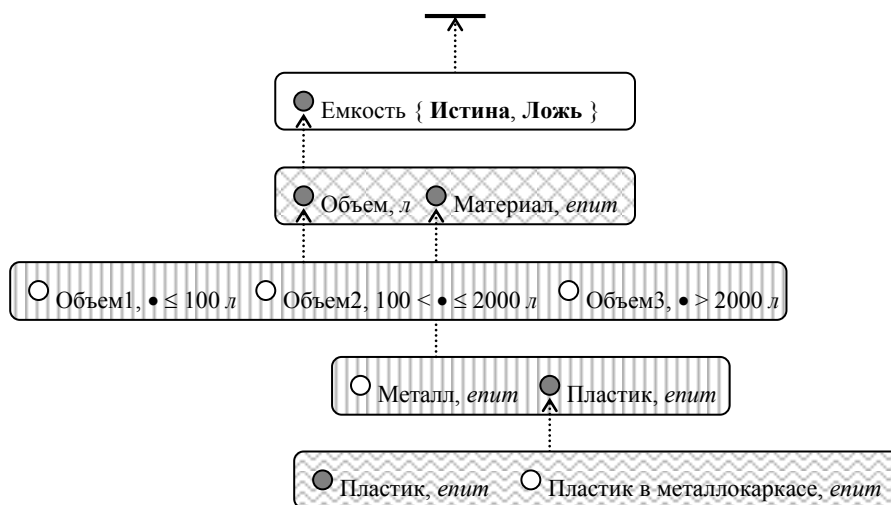 Емкость { Истина, Ложь }
Объем, л Материал, enum
Объем1, • ≤ 100 л Объем2, 100 < • ≤ 2000 л Объем3, • > 2000 л
Металл, enum Пластик, enum
Пластик, enum Пластик в металлокаркасе, enum